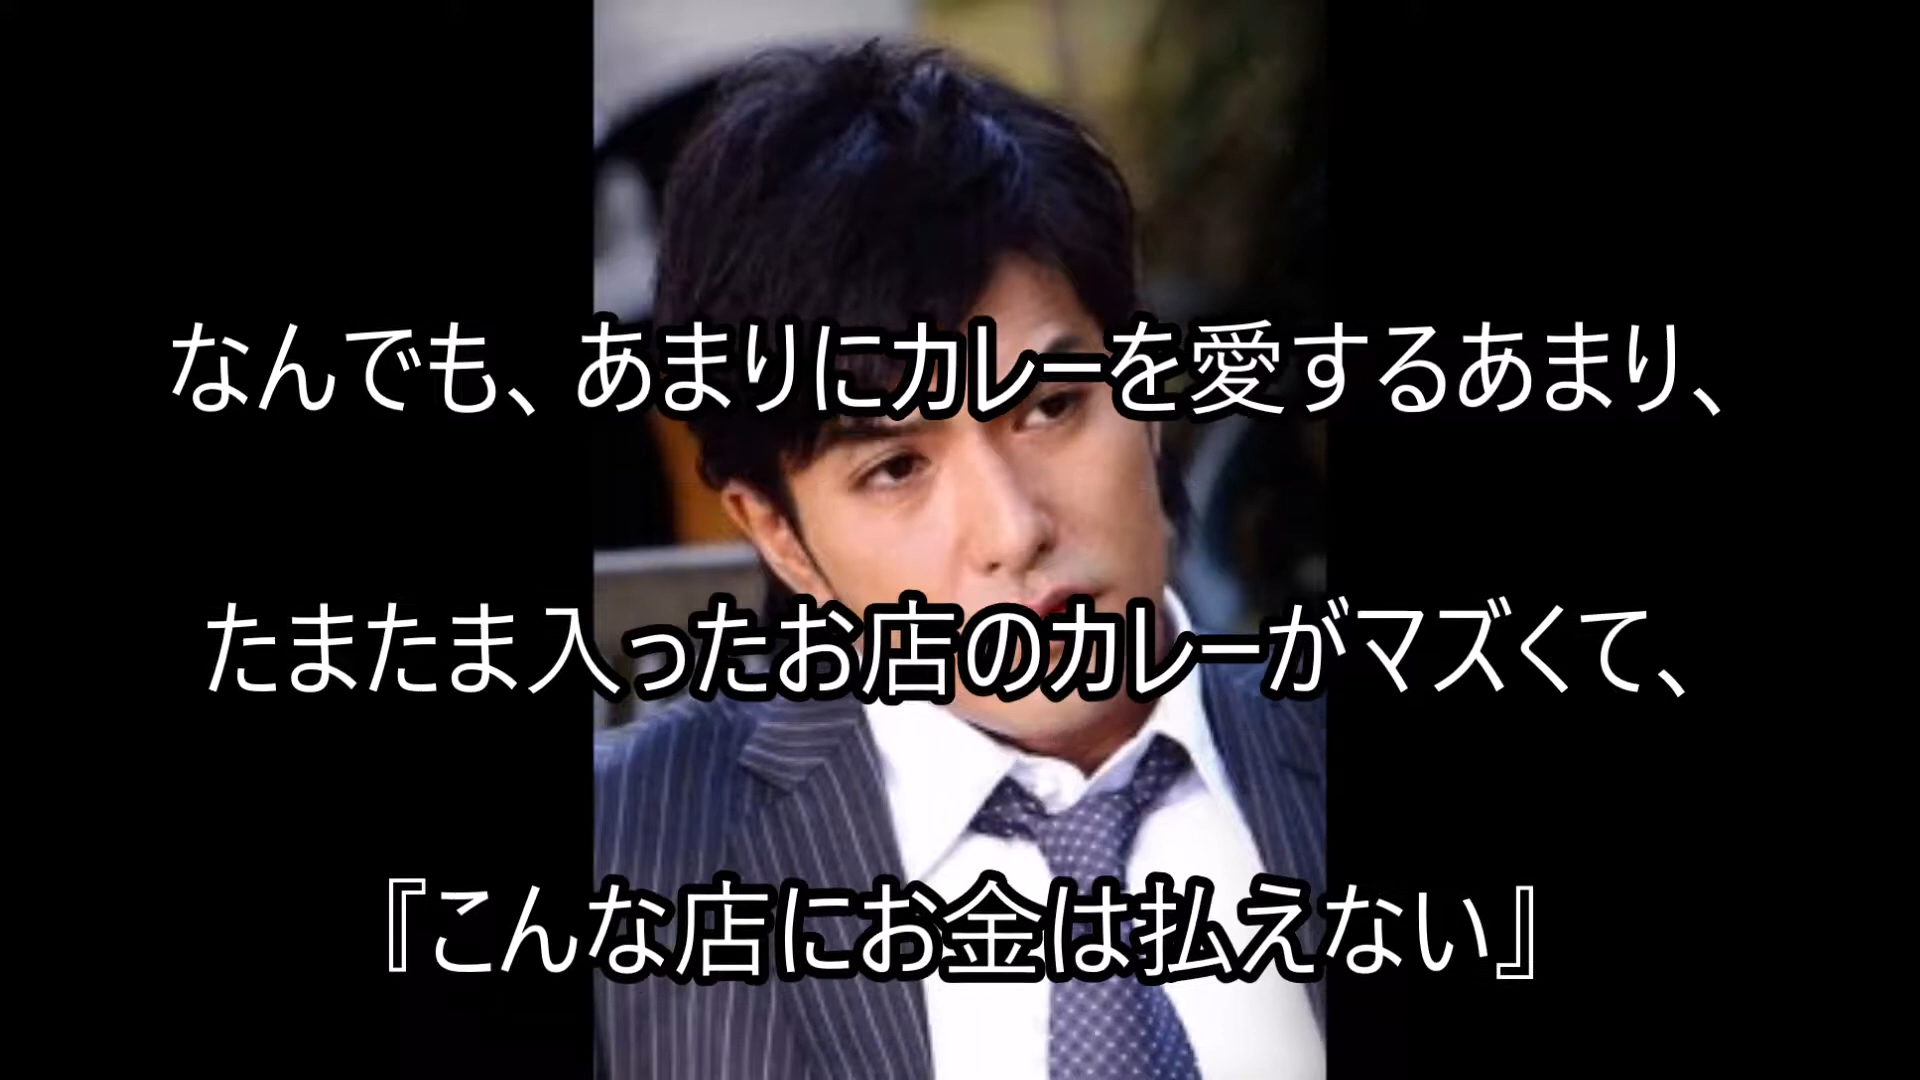 なんでも、あまりにカレーを愛するあまり、
たまたま入ったお店のカレーがマズくて、
『こんな店にお金は払えない』